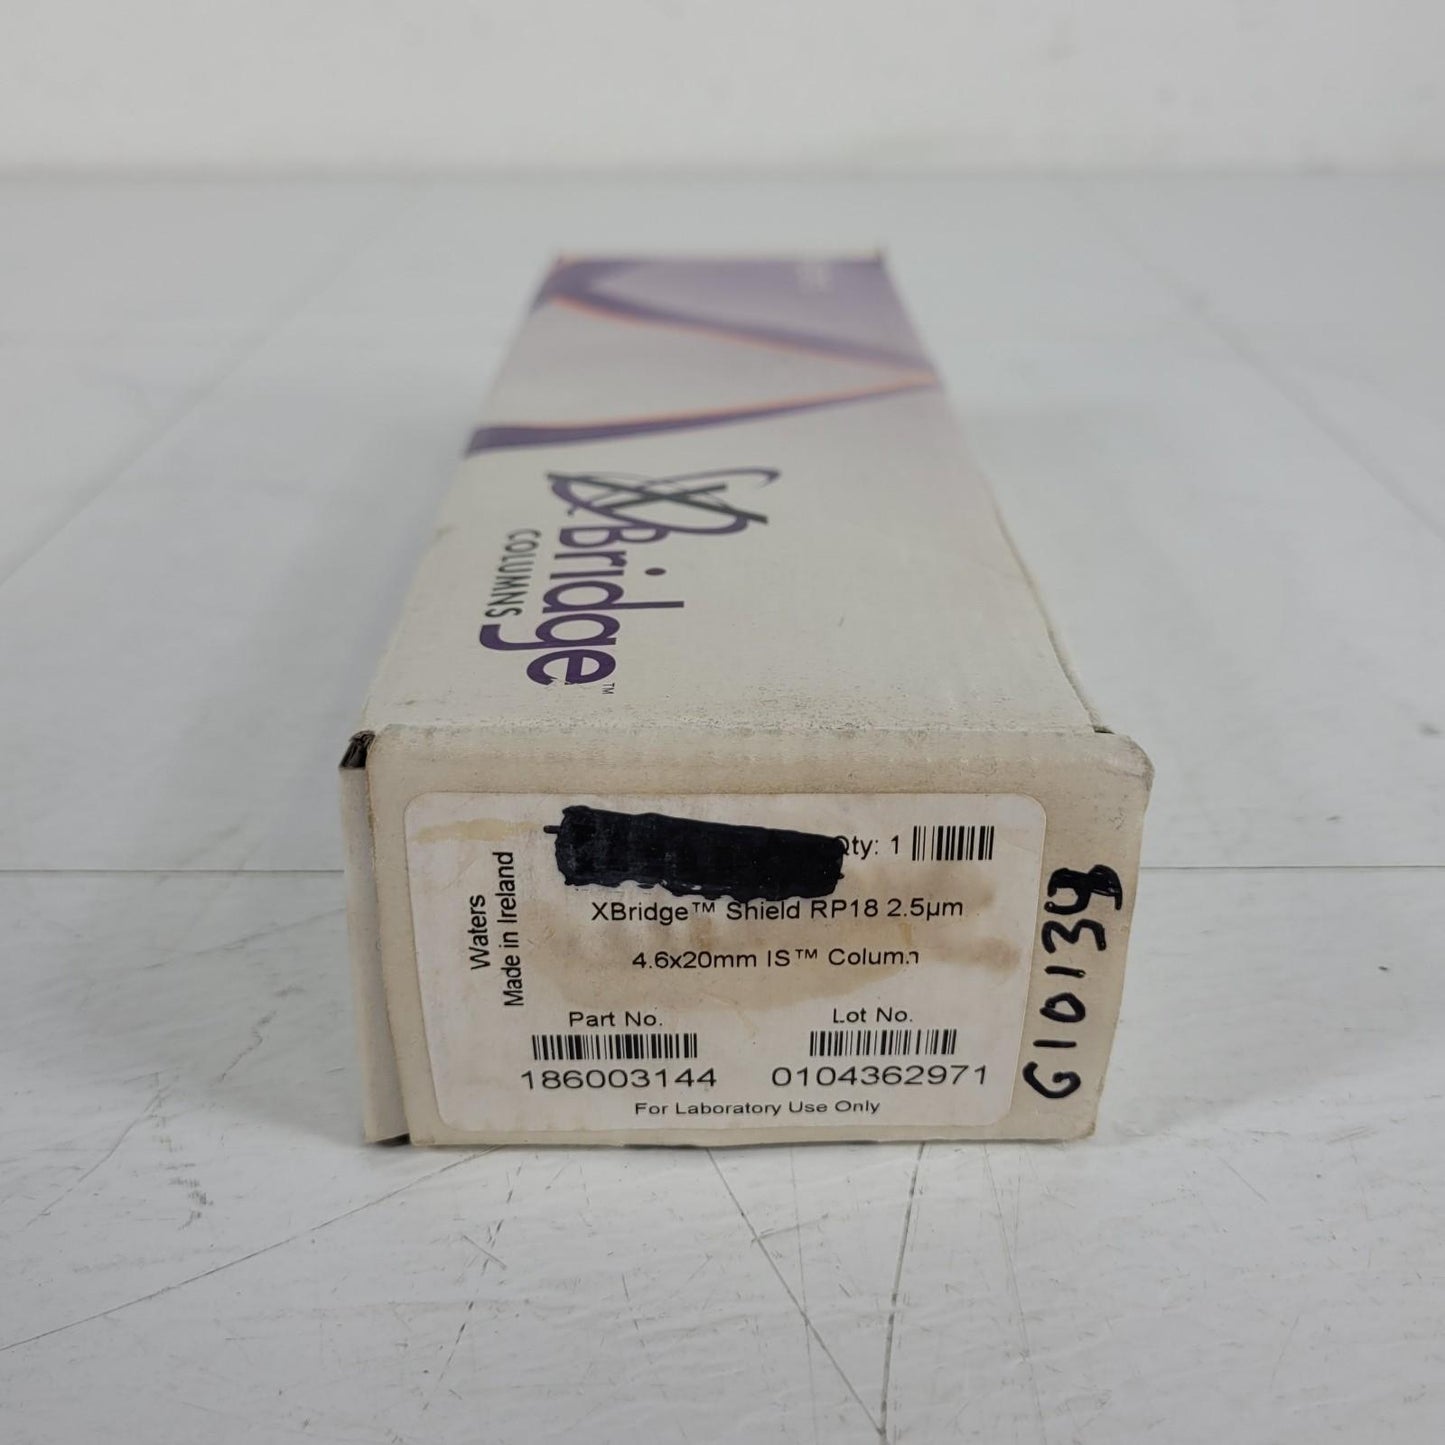 XBridge™
COLUMNS
Waters
Made in Ireland
Qty: 1
XBridge™ Shield RP18 2.5µm
4.6x20mm IS™ Column
Part No.
186003144
Lot No.
0104362971
For Laboratory Use Only